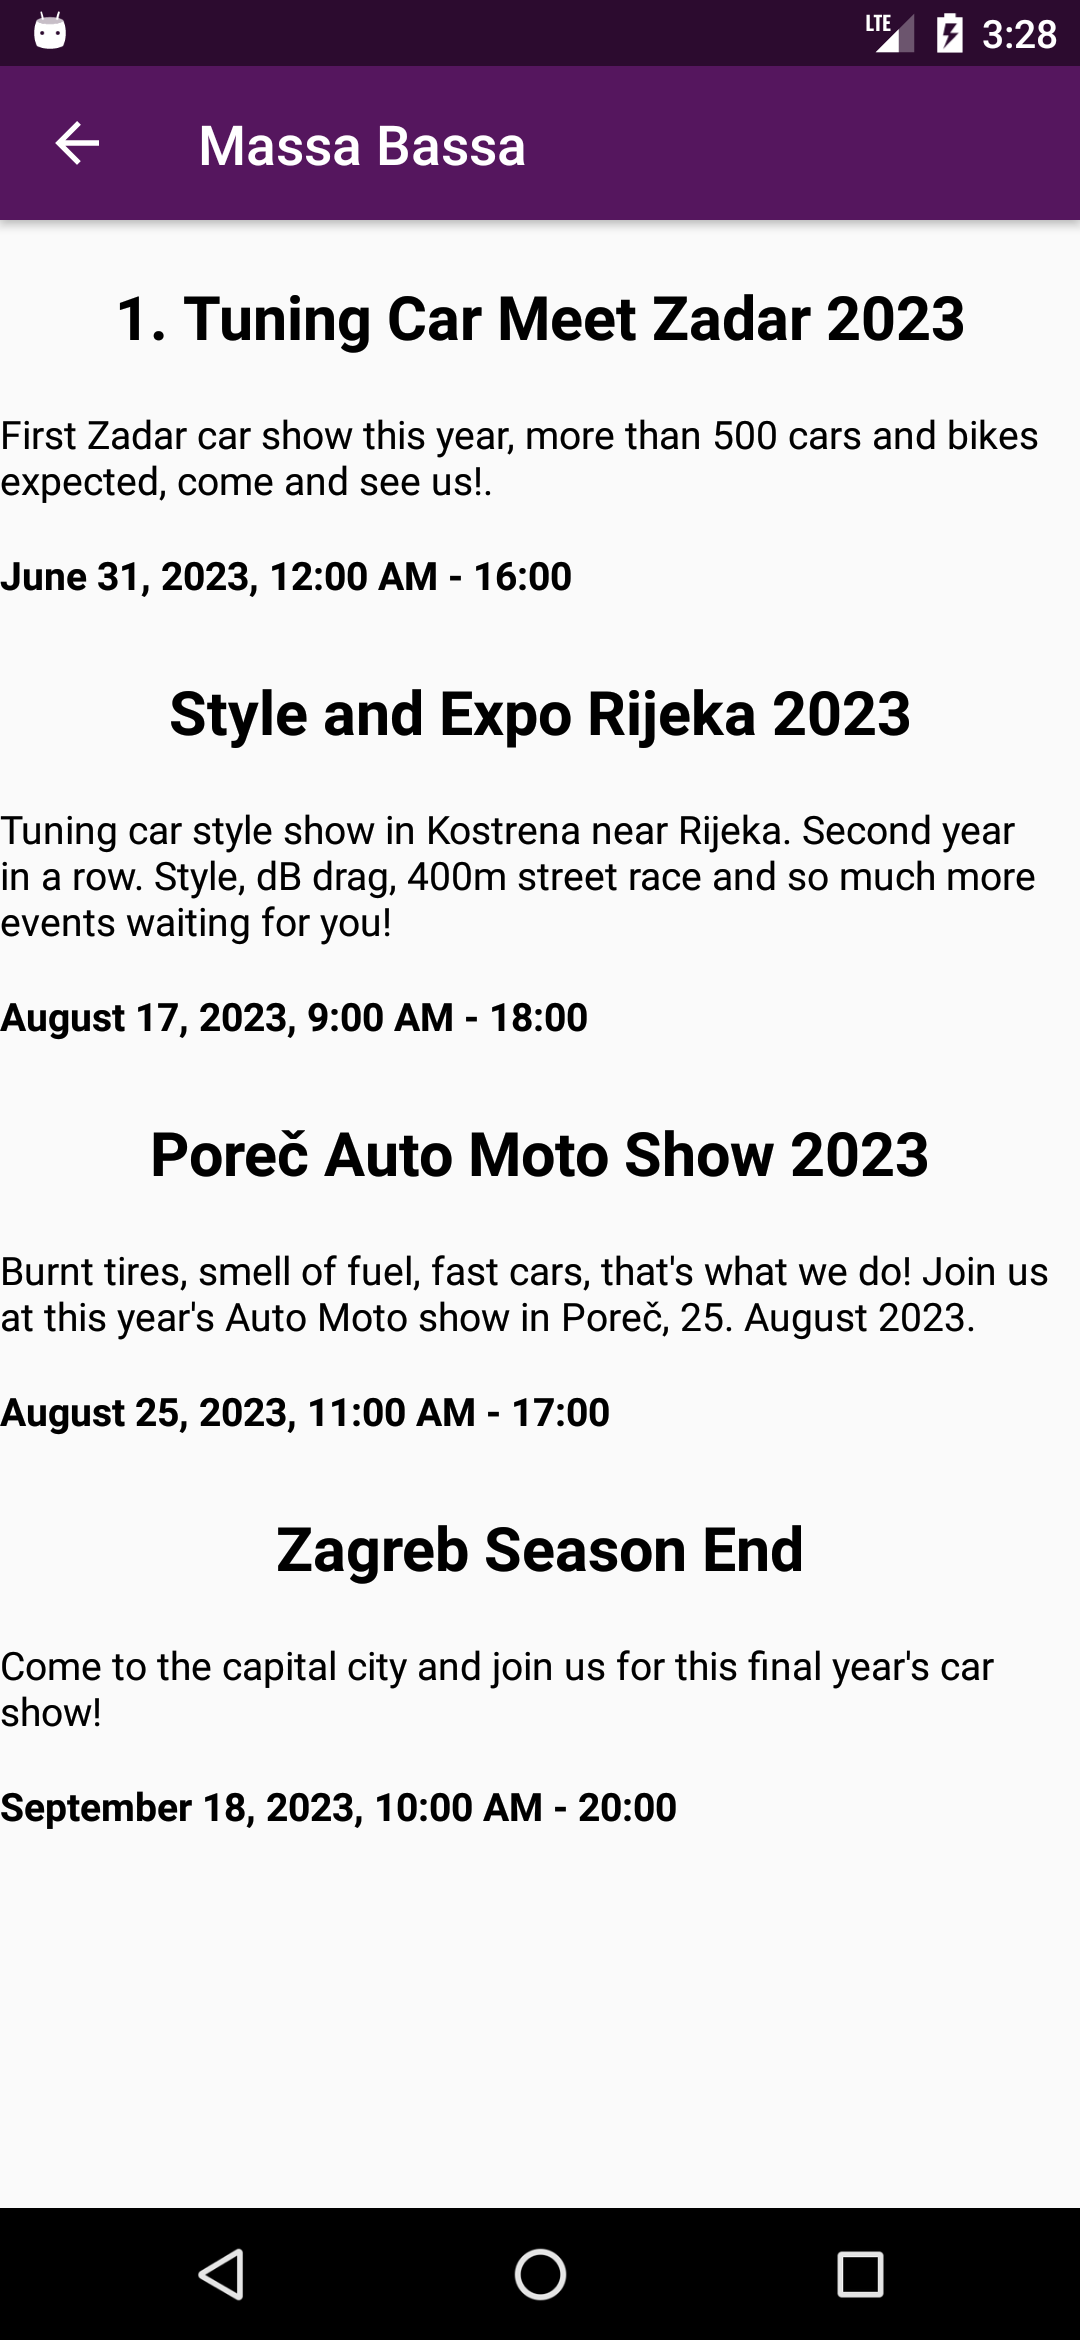 LTE 3:28
Massa Bassa
1. Tuning Car Meet Zadar 2023
First Zadar car show this year, more than 500 cars and bikes
expected, come and see us!.
June 31, 2023, 12:00 AM - 16:00
Style and Expo Rijeka 2023
Tuning car style show in Kostrena near Rijeka. Second year
in a row. Style, dB drag, 400m street race and so much more
events waiting for you!
August 17, 2023, 9:00 AM - 18:00
Poreč Auto Moto Show 2023
Burnt tires, smell of fuel, fast cars, that's what we do! Join us
at this year's Auto Moto show in Poreč, 25. August 2023.
August 25, 2023, 11:00 AM - 17:00
Zagreb Season End
Come to the capital city and join us for this final year's car
show!
September 18, 2023, 10:00 AM - 20:00